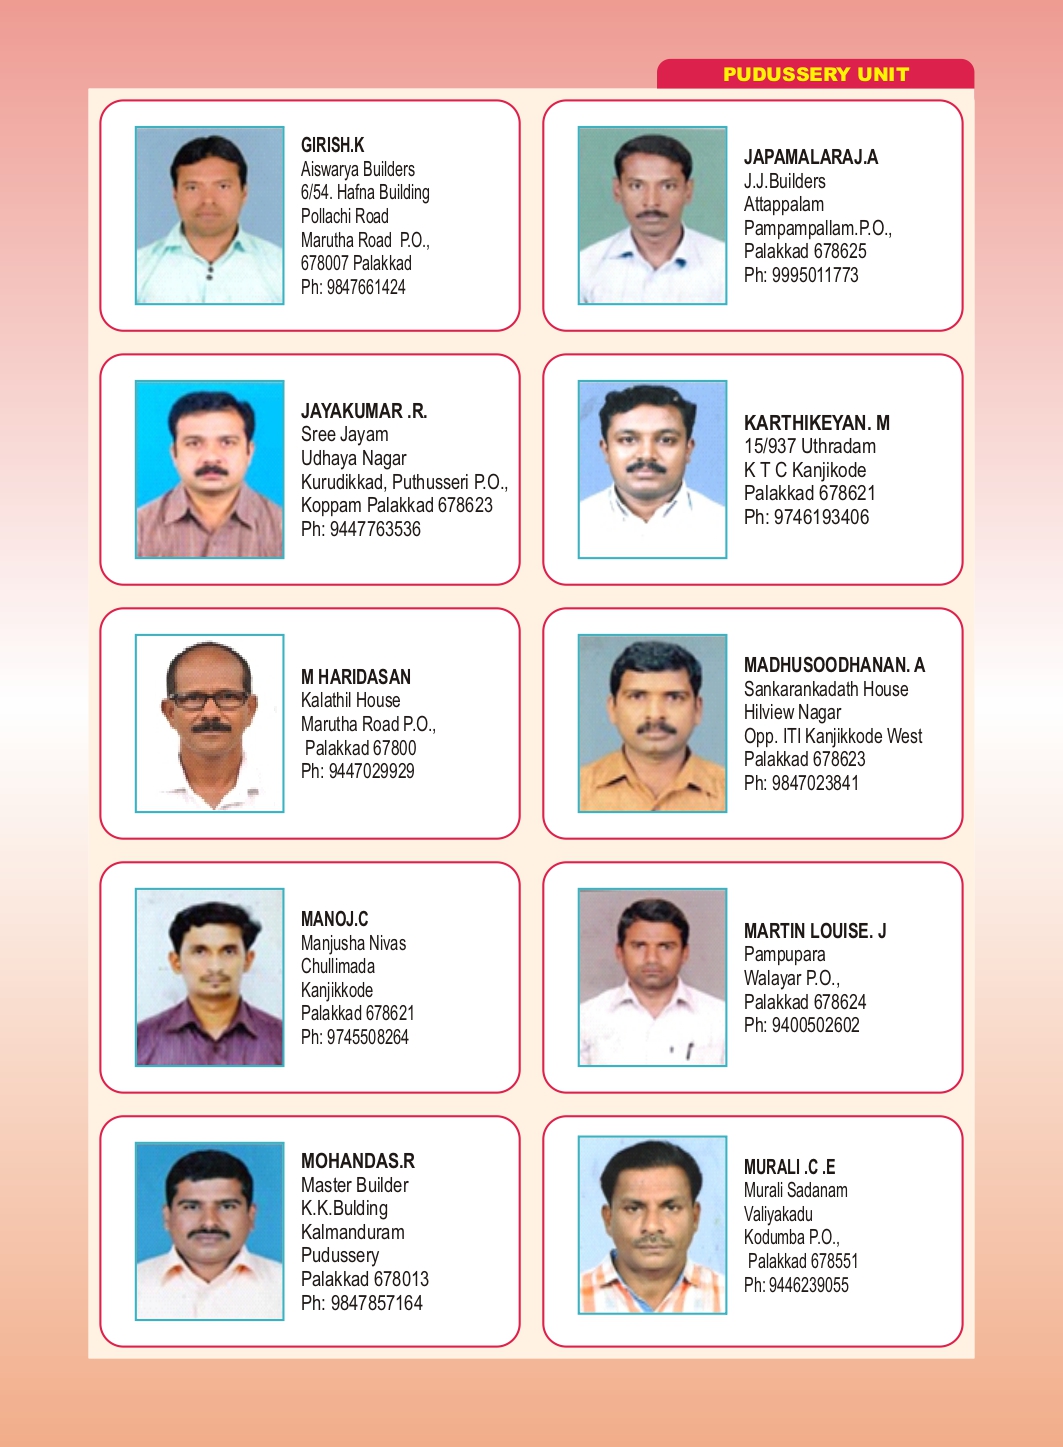 PUDUSSERY UNIT
GIRISH.K
Aiswarya Builders
6/54. Hafna Building
Pollachi Road
Marutha Road P.O.,
678007 Palakkad
Ph: 9847661424
JAPAMALARAJ.A
J.J.Builders
Attappalam
Pampampallam.P.O.,
Palakkad 678625
Ph: 9995011773
JAYAKUMAR .R.
Sree Jayam
Udhaya Nagar
Kurudikkad, Puthusseri P.O.,
Koppam Palakkad 678623
Ph: 9447763536
KARTHIKEYAN. M
15/937 Uthradam
K T C Kanjikode
Palakkad 678621
Ph: 9746193406
M HARIDASAN
Kalathil House
Marutha Road P.O.,
Palakkad 67800
Ph: 9447029929
MADHUSOODHANAN. A
Sankarankadath House
Hilview Nagar
Opp. ITI Kanjikkode West
Palakkad 678623
Ph: 9847023841
MANOJ.C
Manjusha Nivas
Chullimada
Kanjikkode
Palakkad 678621
Ph: 9745508264
MARTIN LOUISE. J
Pampupara
Walayar P.O.,
Palakkad 678624
Ph: 9400502602
MOHANDAS.R
Master Builder
K.K.Bulding
Kalmanduram
Pudussery
Palakkad 678013
Ph: 9847857164
MURALI .C .E
Murali Sadanam
Valiyakadu
Kodumba P.O.,
Palakkad 678551
Ph: 9446239055